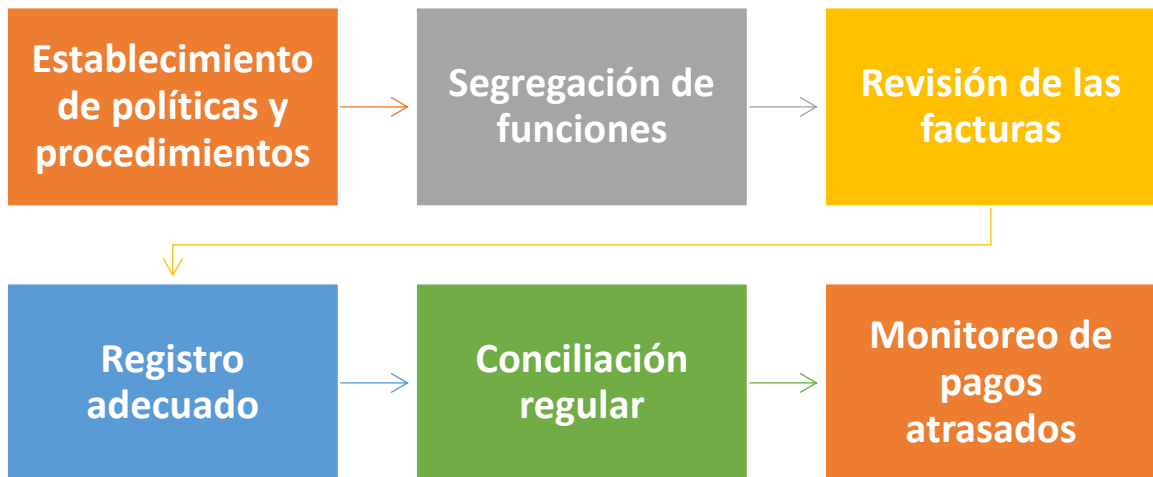 Establecimiento
de políticas y
procedimientos
Segregación de
funciones
Revisión de las
facturas
Registro
adecuado
Conciliación
regular
Monitoreo de
pagos
atrasados